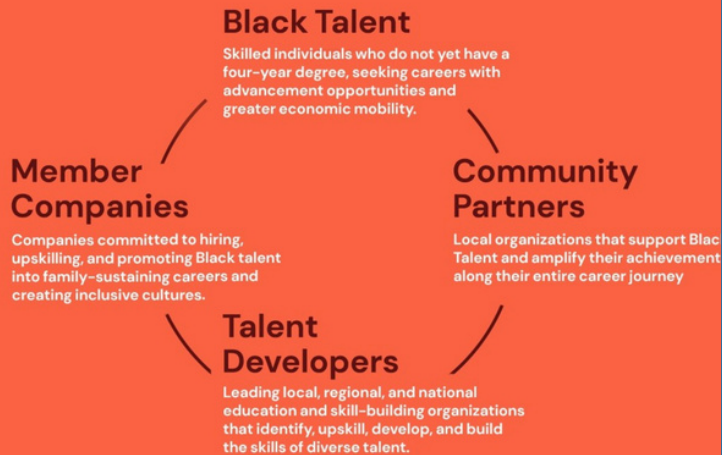 Black Talent
Skilled individuals who do not yet have a
four-year degree, seeking careers with
advancement opportunities and
greater economic mobility.
Member
Companies
Companies committed to hiring,
upskilling, and promoting Black talent
into family-sustaining careers and
creating inclusive cultures.
Community
Partners
Local organizations that support Blac
Talent and amplify their achievement
along their entire career journey
Talent
Developers
Leading local, regional, and national
education and skill-building organizations
that identify, upskill, develop, and build
the skills of diverse talent.